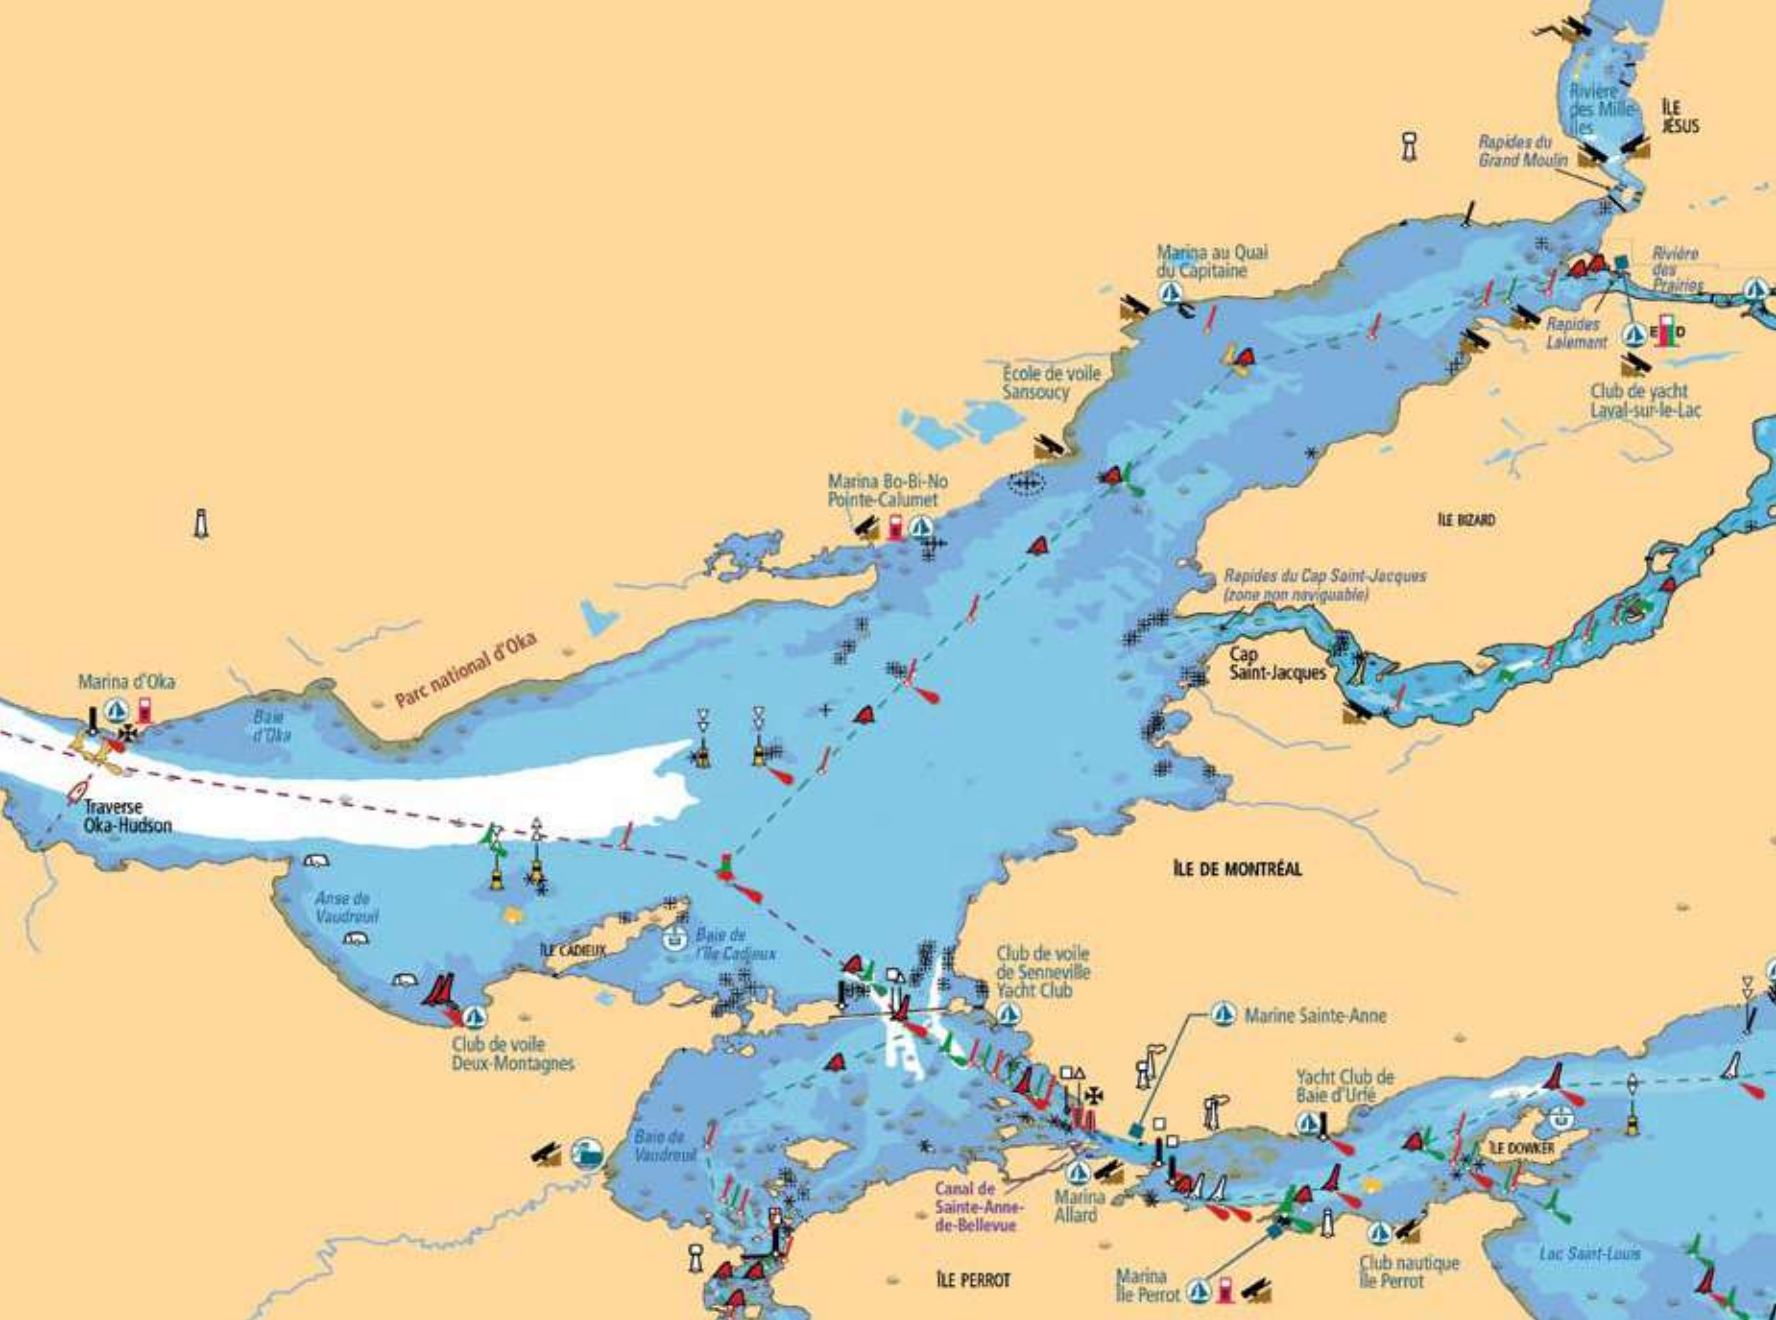 Rivière
des Mille-
Îles
ÎLE
JÉSUS
Rapides du
Grand Moulin
Marina au Quai
du Capitaine
Rivière
des
Prairies
Rapides
Lalemant
E D
Club de yacht
Laval-sur-le-Lac
École de voile
Sansoucy
Marina Bo-Bi-No
Pointe-Calumet
ÎLE BIZARD
Rapides du Cap Saint-Jacques
(zone non naviguable)
Cap
Saint-Jacques
Parc national d'Oka
Marina d'Oka
Baie
d'Oka
Traverse
Oka-Hudson
ÎLE DE MONTRÉAL
Anse de
Vaudreuil
ÎLE CADIEUX
Baie de
l'Île Cadieux
Club de voile
de Senneville
Yacht Club
Marine Sainte-Anne
Club de voile
Deux-Montagnes
Yacht Club de
Baie d'Urfé
Baie de
Vaudreuil
ÎLE DOWKER
Canal de
Sainte-Anne-
de-Bellevue
Marina
Allard
Lac Saint-Louis
Club nautique
Île Perrot
ÎLE PERROT
Marina
Île Perrot